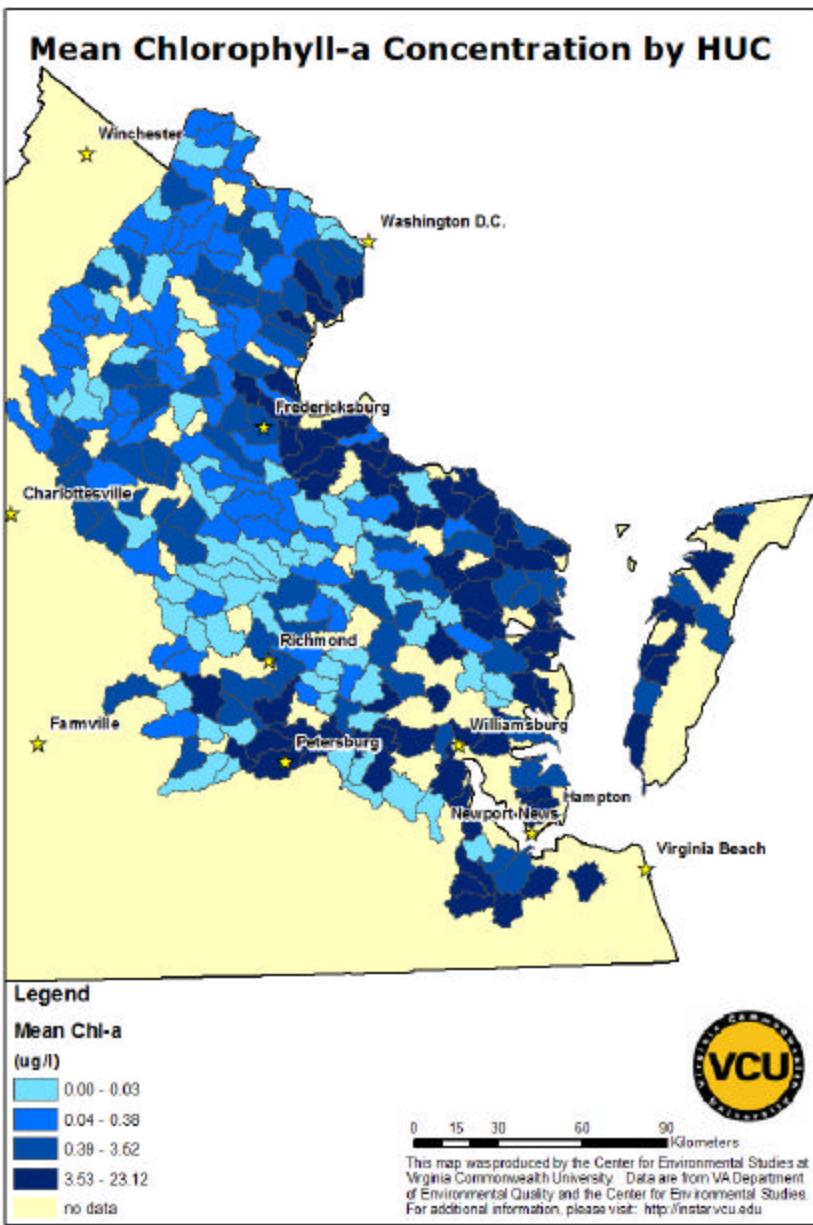 Mean Chlorophyll-a Concentration by HUC
Winchester
Washington D.C.
Fredericksburg
Charlottesville
Richmond
Farmville
Williamsburg
Petersburg
Hampton
Newport News
Virginia Beach
Legend
Mean Chl-a
(ug/l)
0.00 - 0.03
0.04 - 0.38
0.39 - 3.52
3.53 - 23.12
no data
Virginia Commonwealth University
VCU
0 15 30 60 90
Kilometers
This map was produced by the Center for Environmental Studies at
Virginia Commonwealth University. Data are from VA Department
of Environmental Quality and the Center for Environmental Studies.
For additional information, please visit: http://instar.vcu.edu